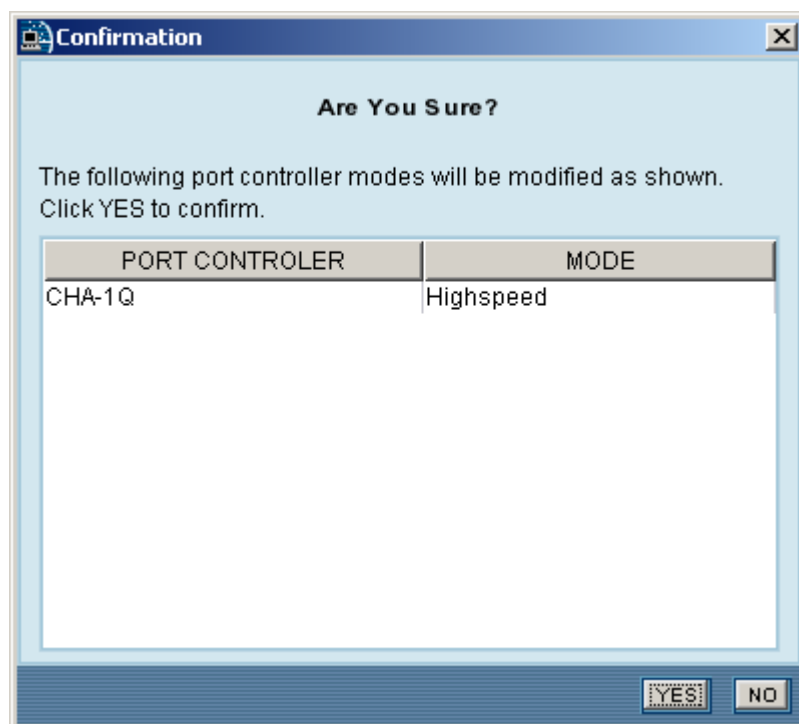 Confirmation
Are You Sure?
The following port controller modes will be modified as shown.
Click YES to confirm.
PORT CONTROLER MODE
CHA-1Q Highspeed
YES NO